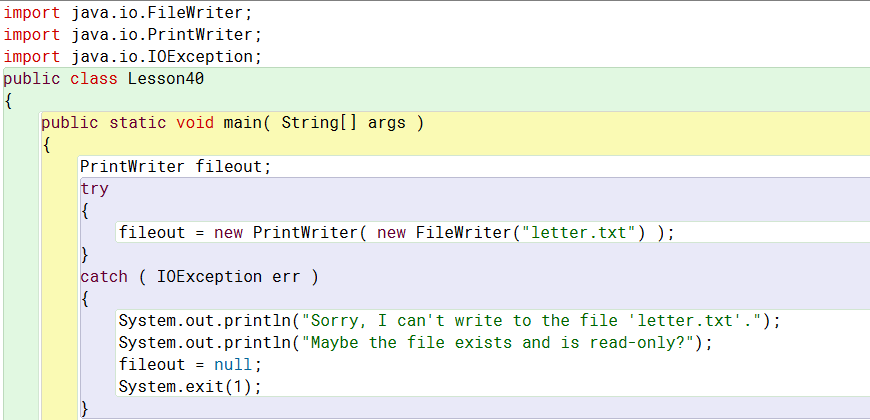 import java.io.FileWriter;
import java.io.PrintWriter;
import java.io.IOException;
public class Lesson40
{
public static void main( String[] args )
{
PrintWriter fileout;
try
{
fileout = new PrintWriter( new FileWriter("letter.txt") );
}
catch ( IOException err )
{
System.out.println("Sorry, I can't write to the file 'letter.txt'.");
System.out.println("Maybe the file exists and is read-only?");
fileout = null;
System.exit(1);
}